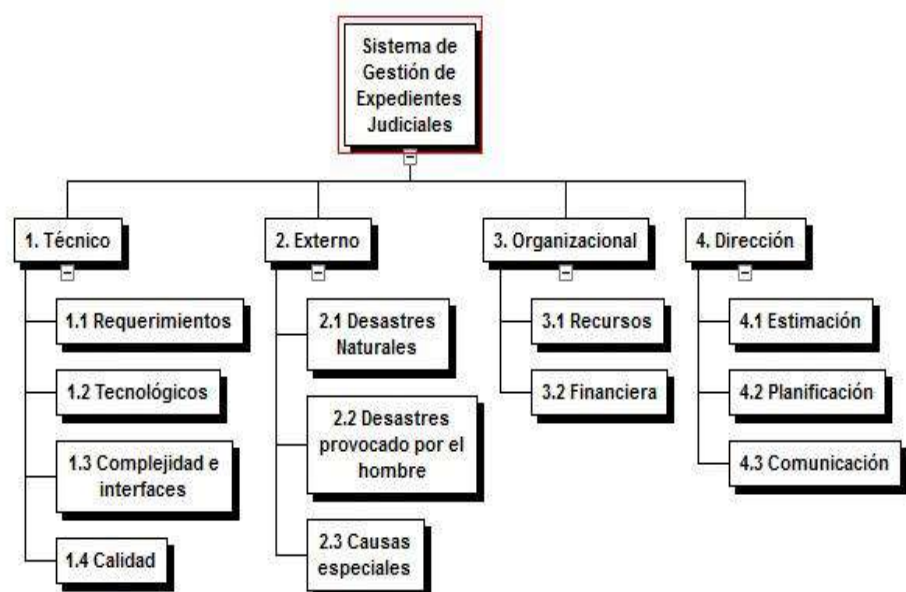 Sistema de
Gestión de
Expedientes
Judiciales
1. Técnico
2. Externo
3. Organizacional
4. Dirección
1.1 Requerimientos
1.2 Tecnológicos
1.3 Complejidad e
interfaces
1.4 Calidad
2.1 Desastres
Naturales
2.2 Desastres
provocado por el
hombre
2.3 Causas
especiales
3.1 Recursos
3.2 Financiera
4.1 Estimación
4.2 Planificación
4.3 Comunicación